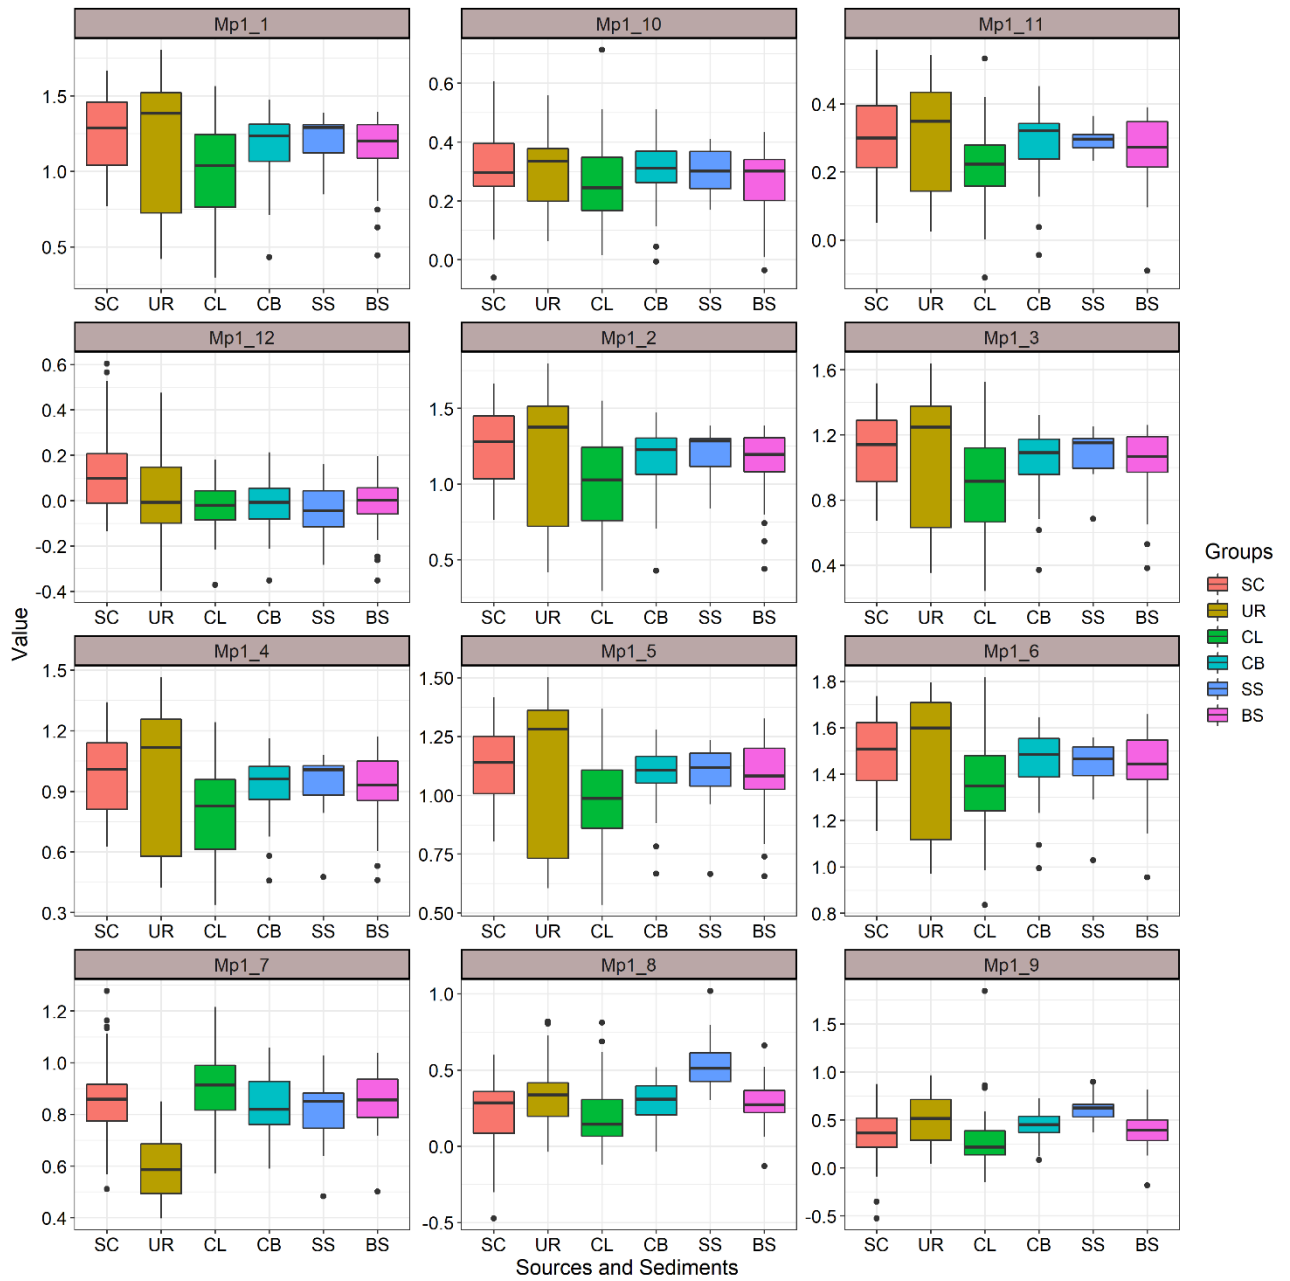 Mp1_1
Mp1_10
Mp1_11
1.5
1.0
0.5
0.6
0.4
0.2
0.0
0.4
0.2
0.0
SC UR CL CB SS BS
SC UR CL CB SS BS
SC UR CL CB SS BS
Mp1_12
Mp1_2
Mp1_3
0.6
0.4
0.2
0.0
-0.2
-0.4
1.5
1.0
0.5
1.6
1.2
0.8
0.4
SC UR CL CB SS BS
SC UR CL CB SS BS
SC UR CL CB SS BS
Mp1_4
Mp1_5
Mp1_6
1.5
1.2
0.9
0.6
0.3
1.50
1.25
1.00
0.75
0.50
1.8
1.6
1.4
1.2
1.0
0.8
SC UR CL CB SS BS
SC UR CL CB SS BS
SC UR CL CB SS BS
Mp1_7
Mp1_8
Mp1_9
1.2
1.0
0.8
0.6
0.4
1.0
0.5
0.0
-0.5
1.5
1.0
0.5
0.0
-0.5
SC UR CL CB SS BS
SC UR CL CB SS BS
SC UR CL CB SS BS
Value
Sources and Sediments
Groups
SC
UR
CL
CB
SS
BS